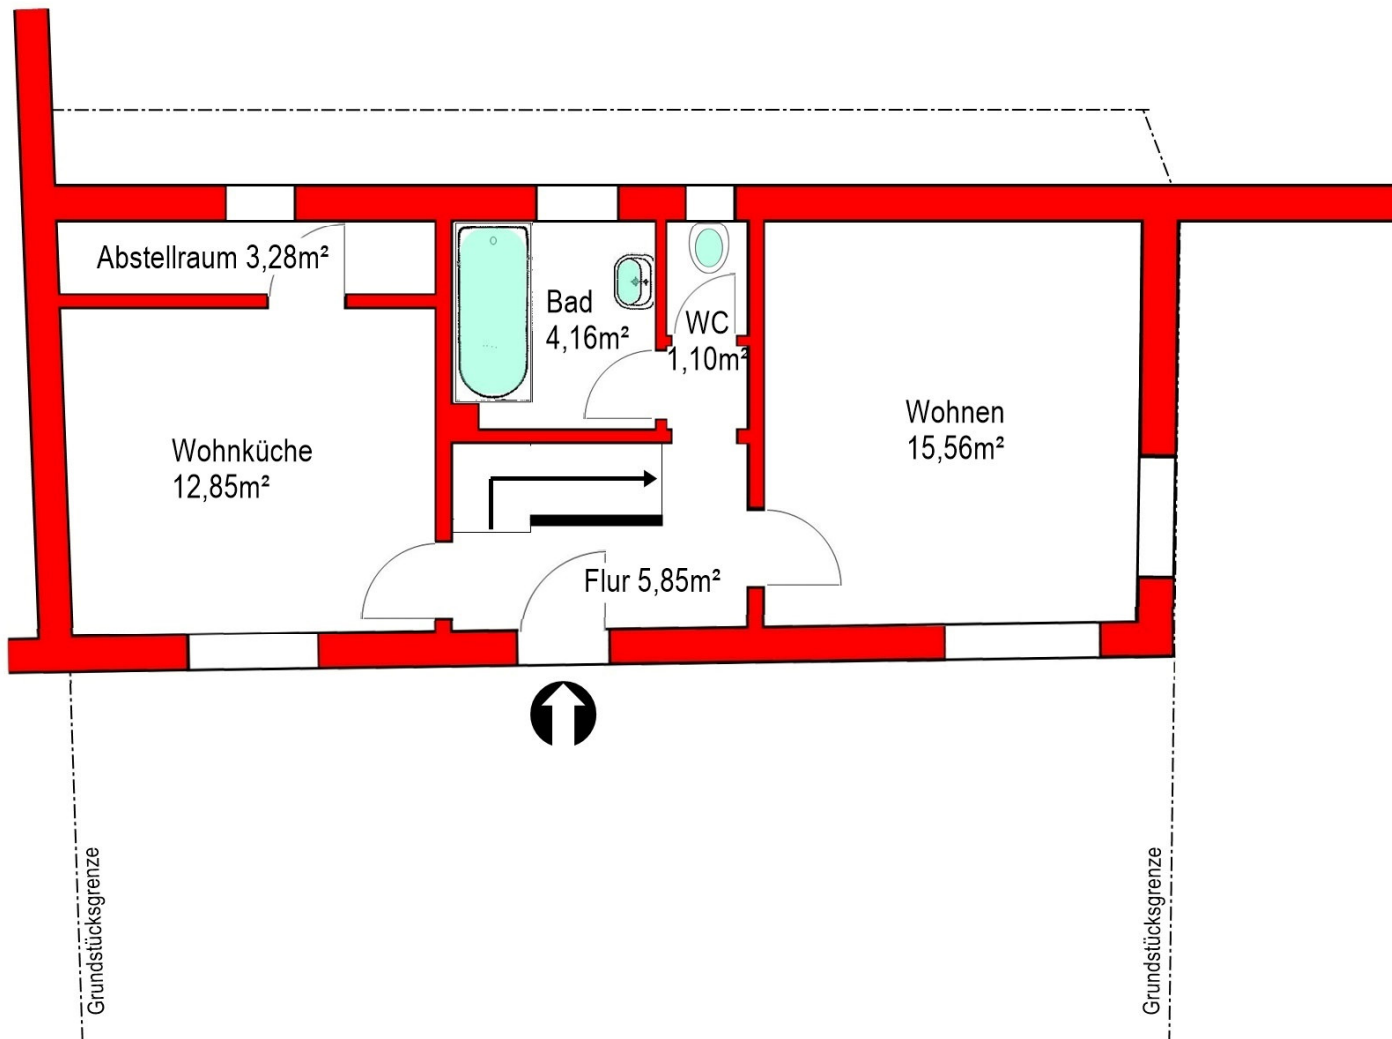 Abstellraum 3,28m²
Bad
4,16m²
WC
1,10m²
Wohnen
15,56m²
Wohnküche
12,85m²
Flur 5,85m²
Grundstücksgrenze
Grundstücksgrenze